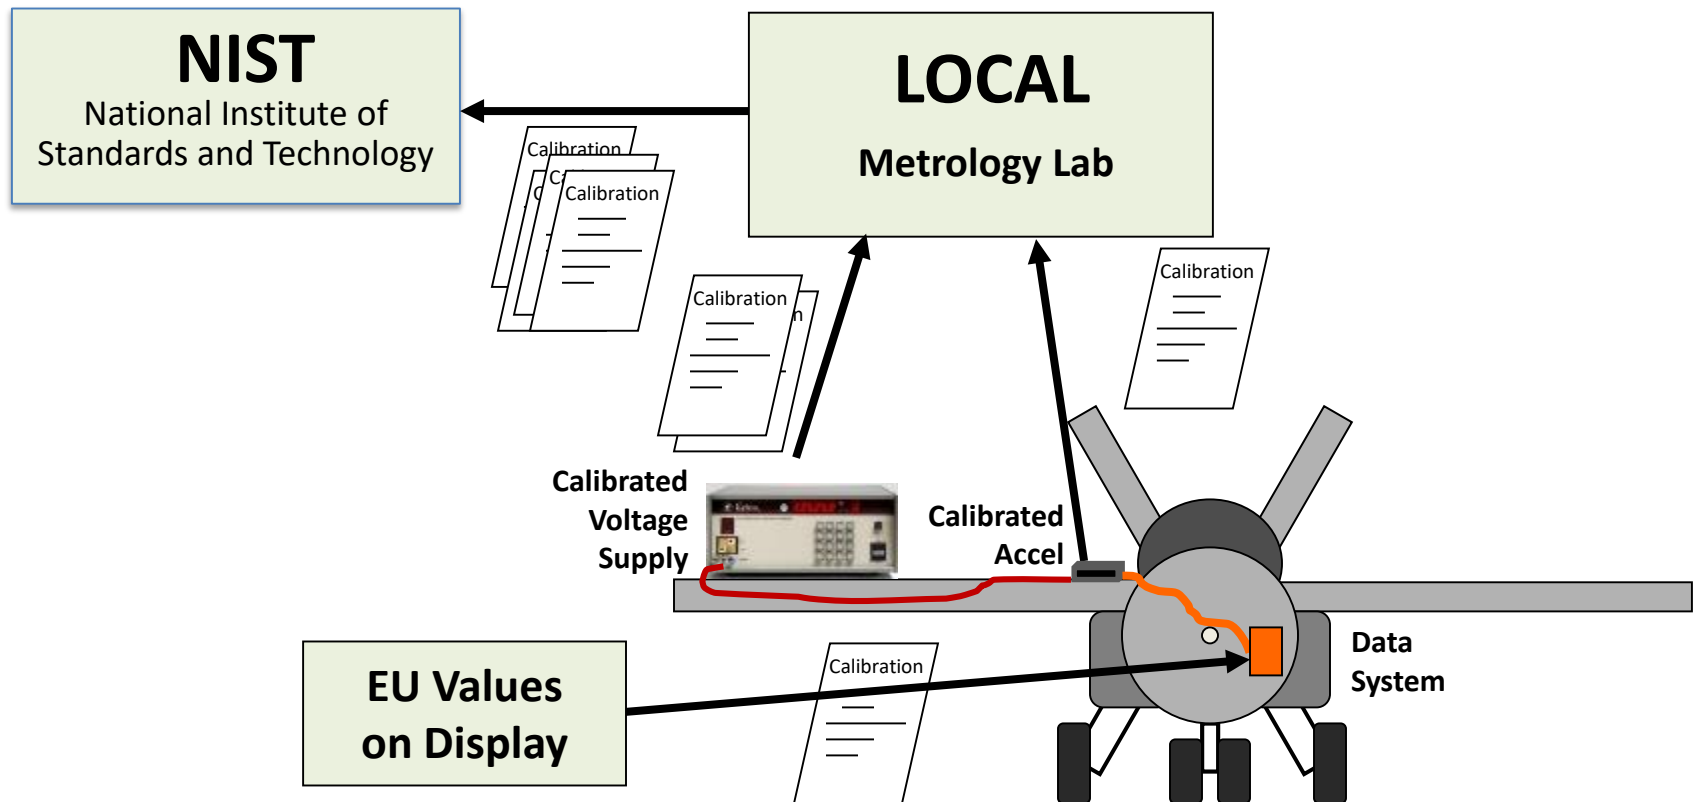 NIST
National Institute of
Standards and Technology
LOCAL
Metrology Lab
Calibration
Calibration
Calibration
Calibration
Calibrated
Voltage
Supply
Calibrated
Accel
EU Values
on Display
Calibration
Data
System